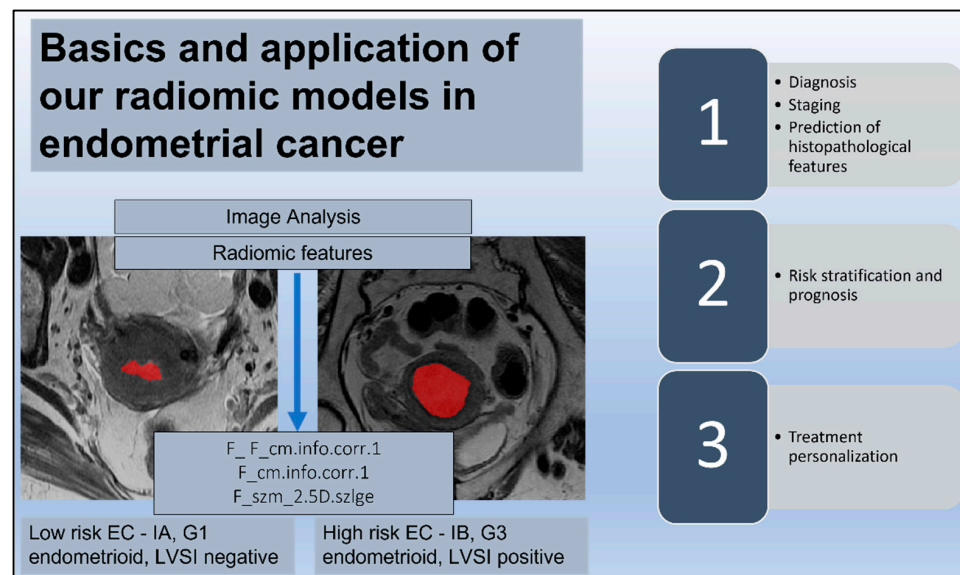 Basics and application of
our radiomic models in
endometrial cancer
Image Analysis
Radiomic features
F_ F_cm.info.corr.1
F_cm.info.corr.1
F_szm_2.5D.szlge
Low risk EC - IA, G1
endometrioid, LVSI negative
High risk EC - IB, G3
endometrioid, LVSI positive
1
• Diagnosis
• Staging
• Prediction of
histopathological
features
2
• Risk stratification and
prognosis
3
• Treatment
personalization